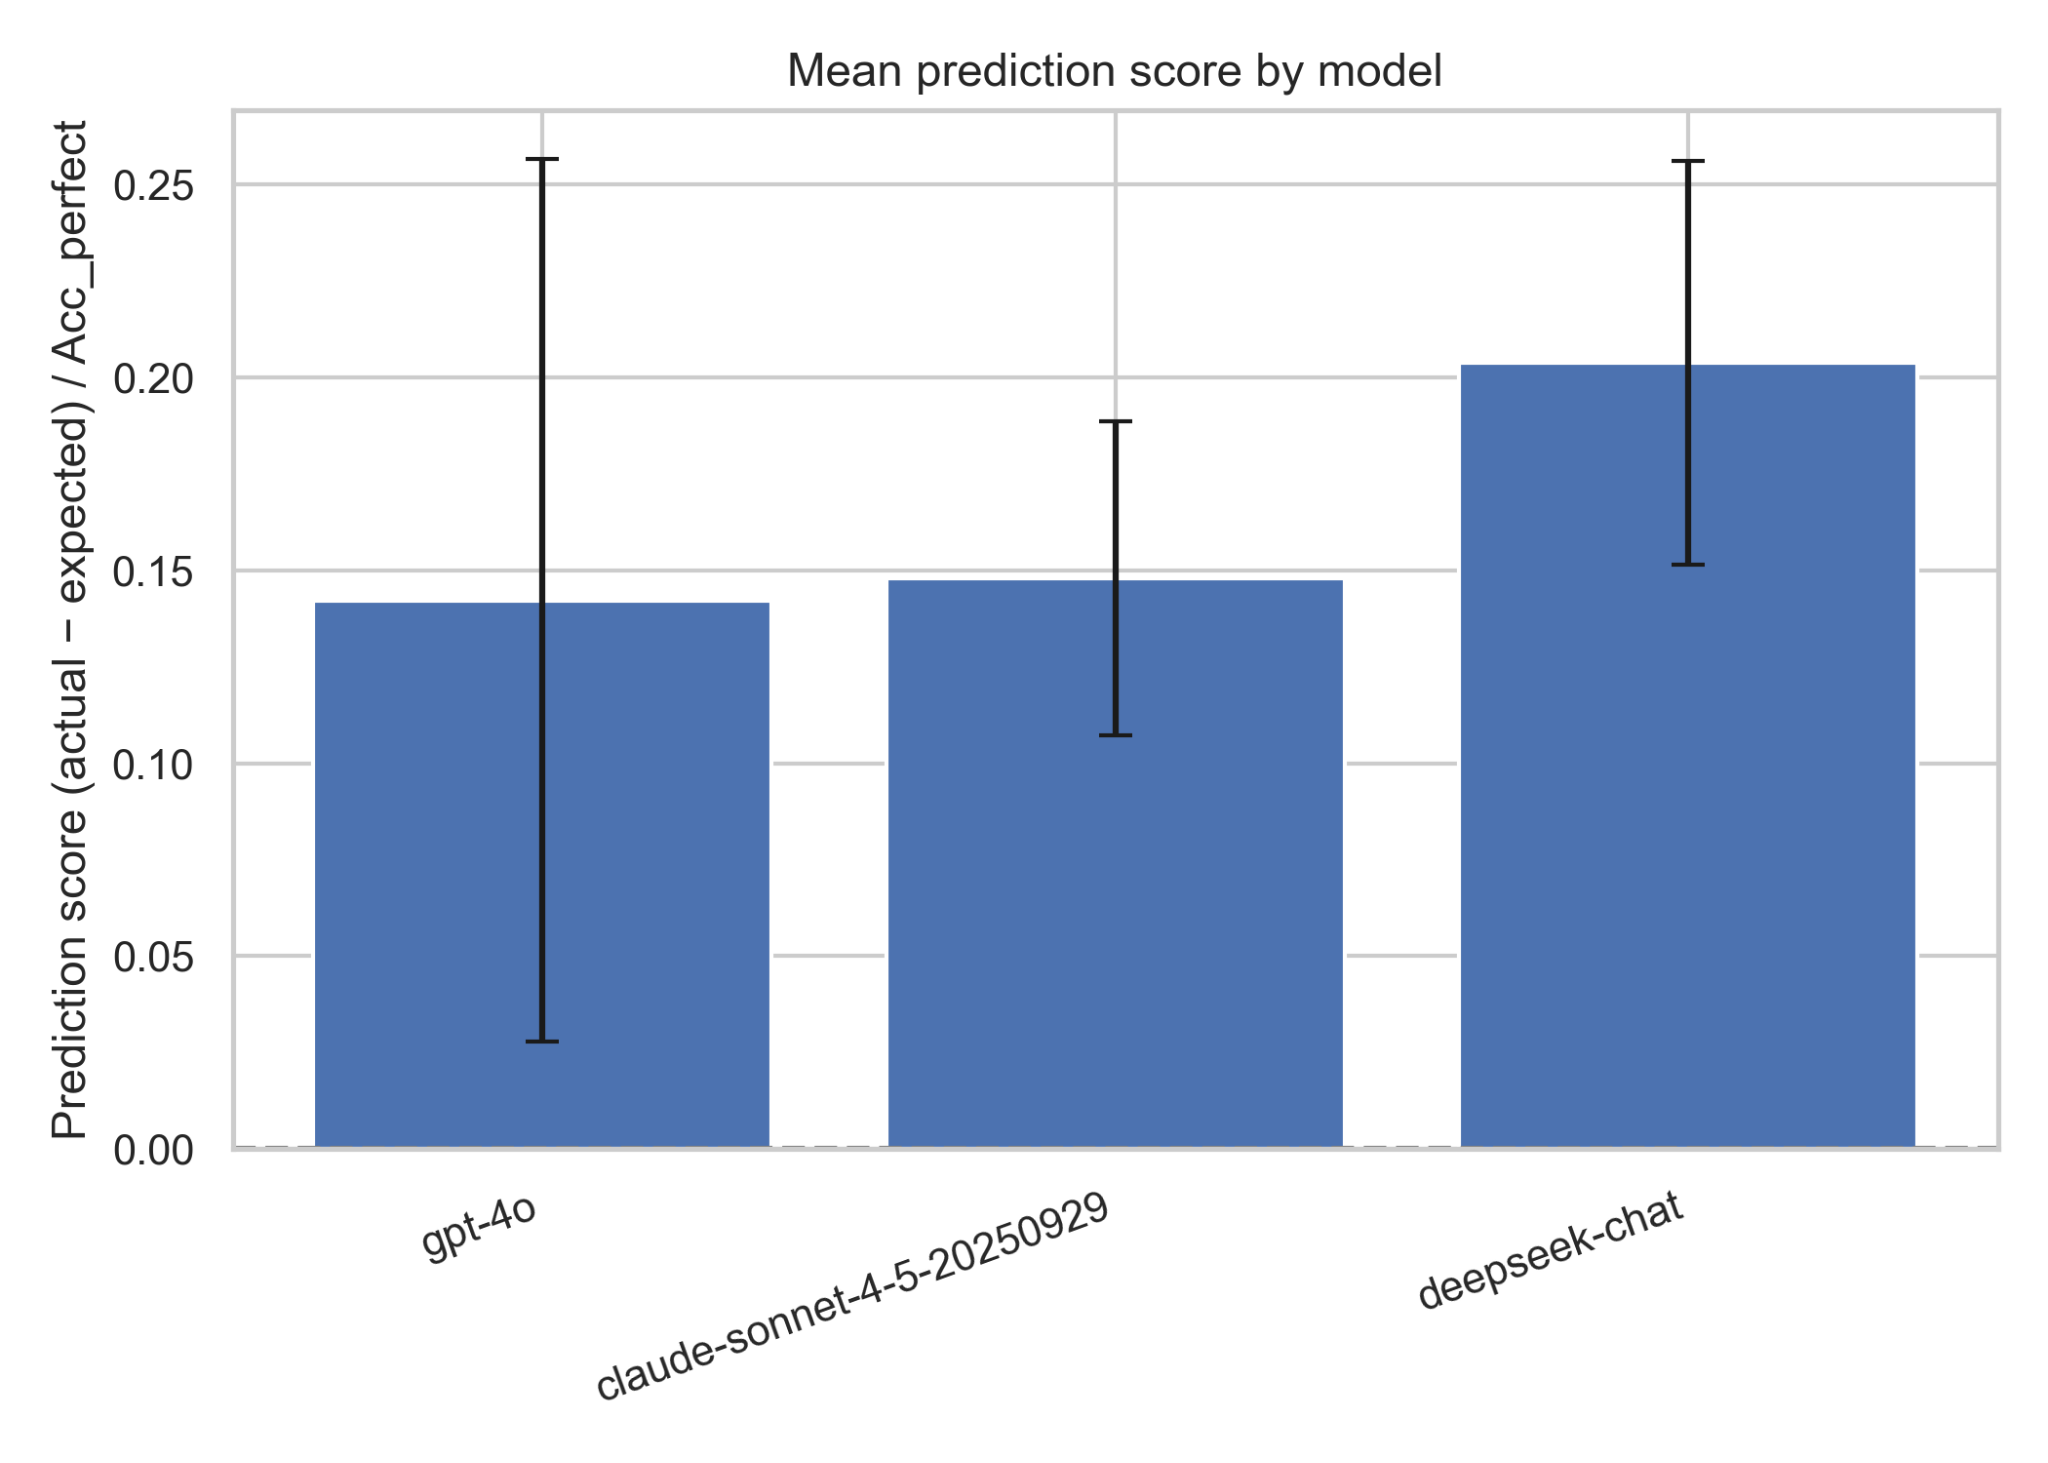 Mean prediction score by model
Prediction score (actual − expected) / Acc_perfect
0.25
0.20
0.15
0.10
0.05
0.00
gpt-4o
claude-sonnet-4-5-20250929
deepseek-chat